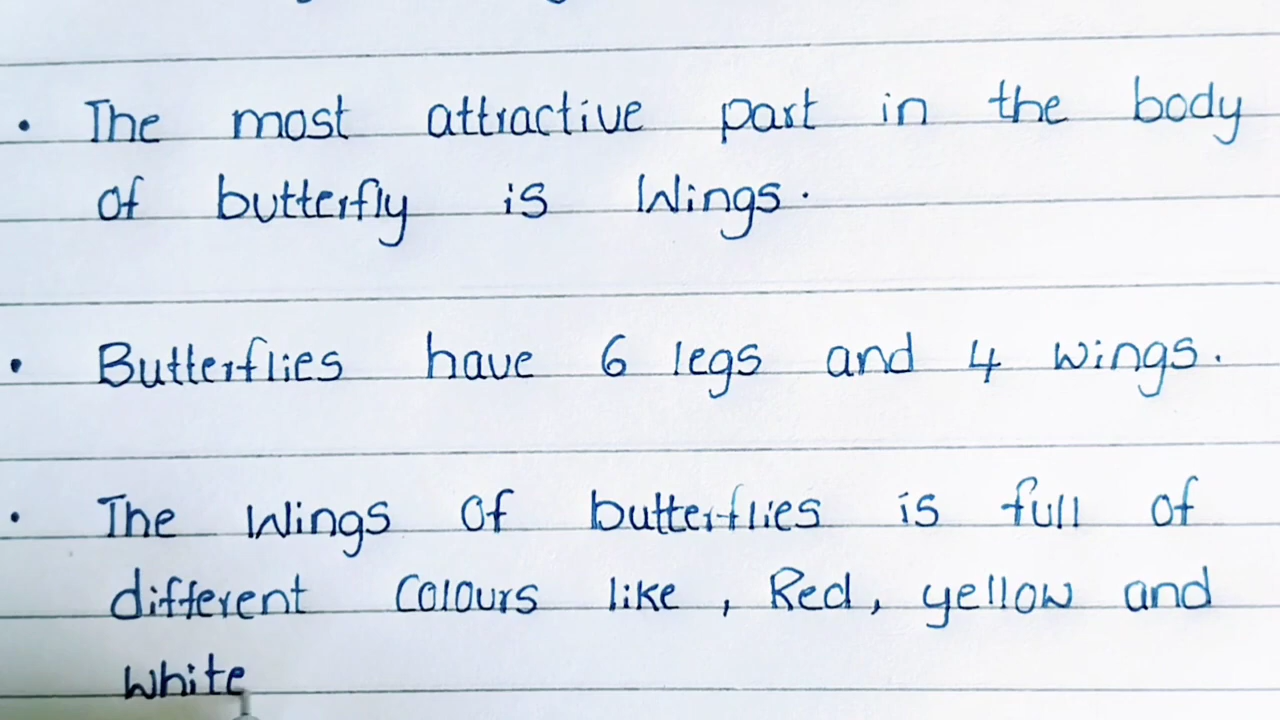 • The most attractive part in the body
of butterfly is Wings.
• Butterflies have 6 legs and 4 wings.
• The Wings Of butterflies is full of
different Colours like , Red, yellow and
White